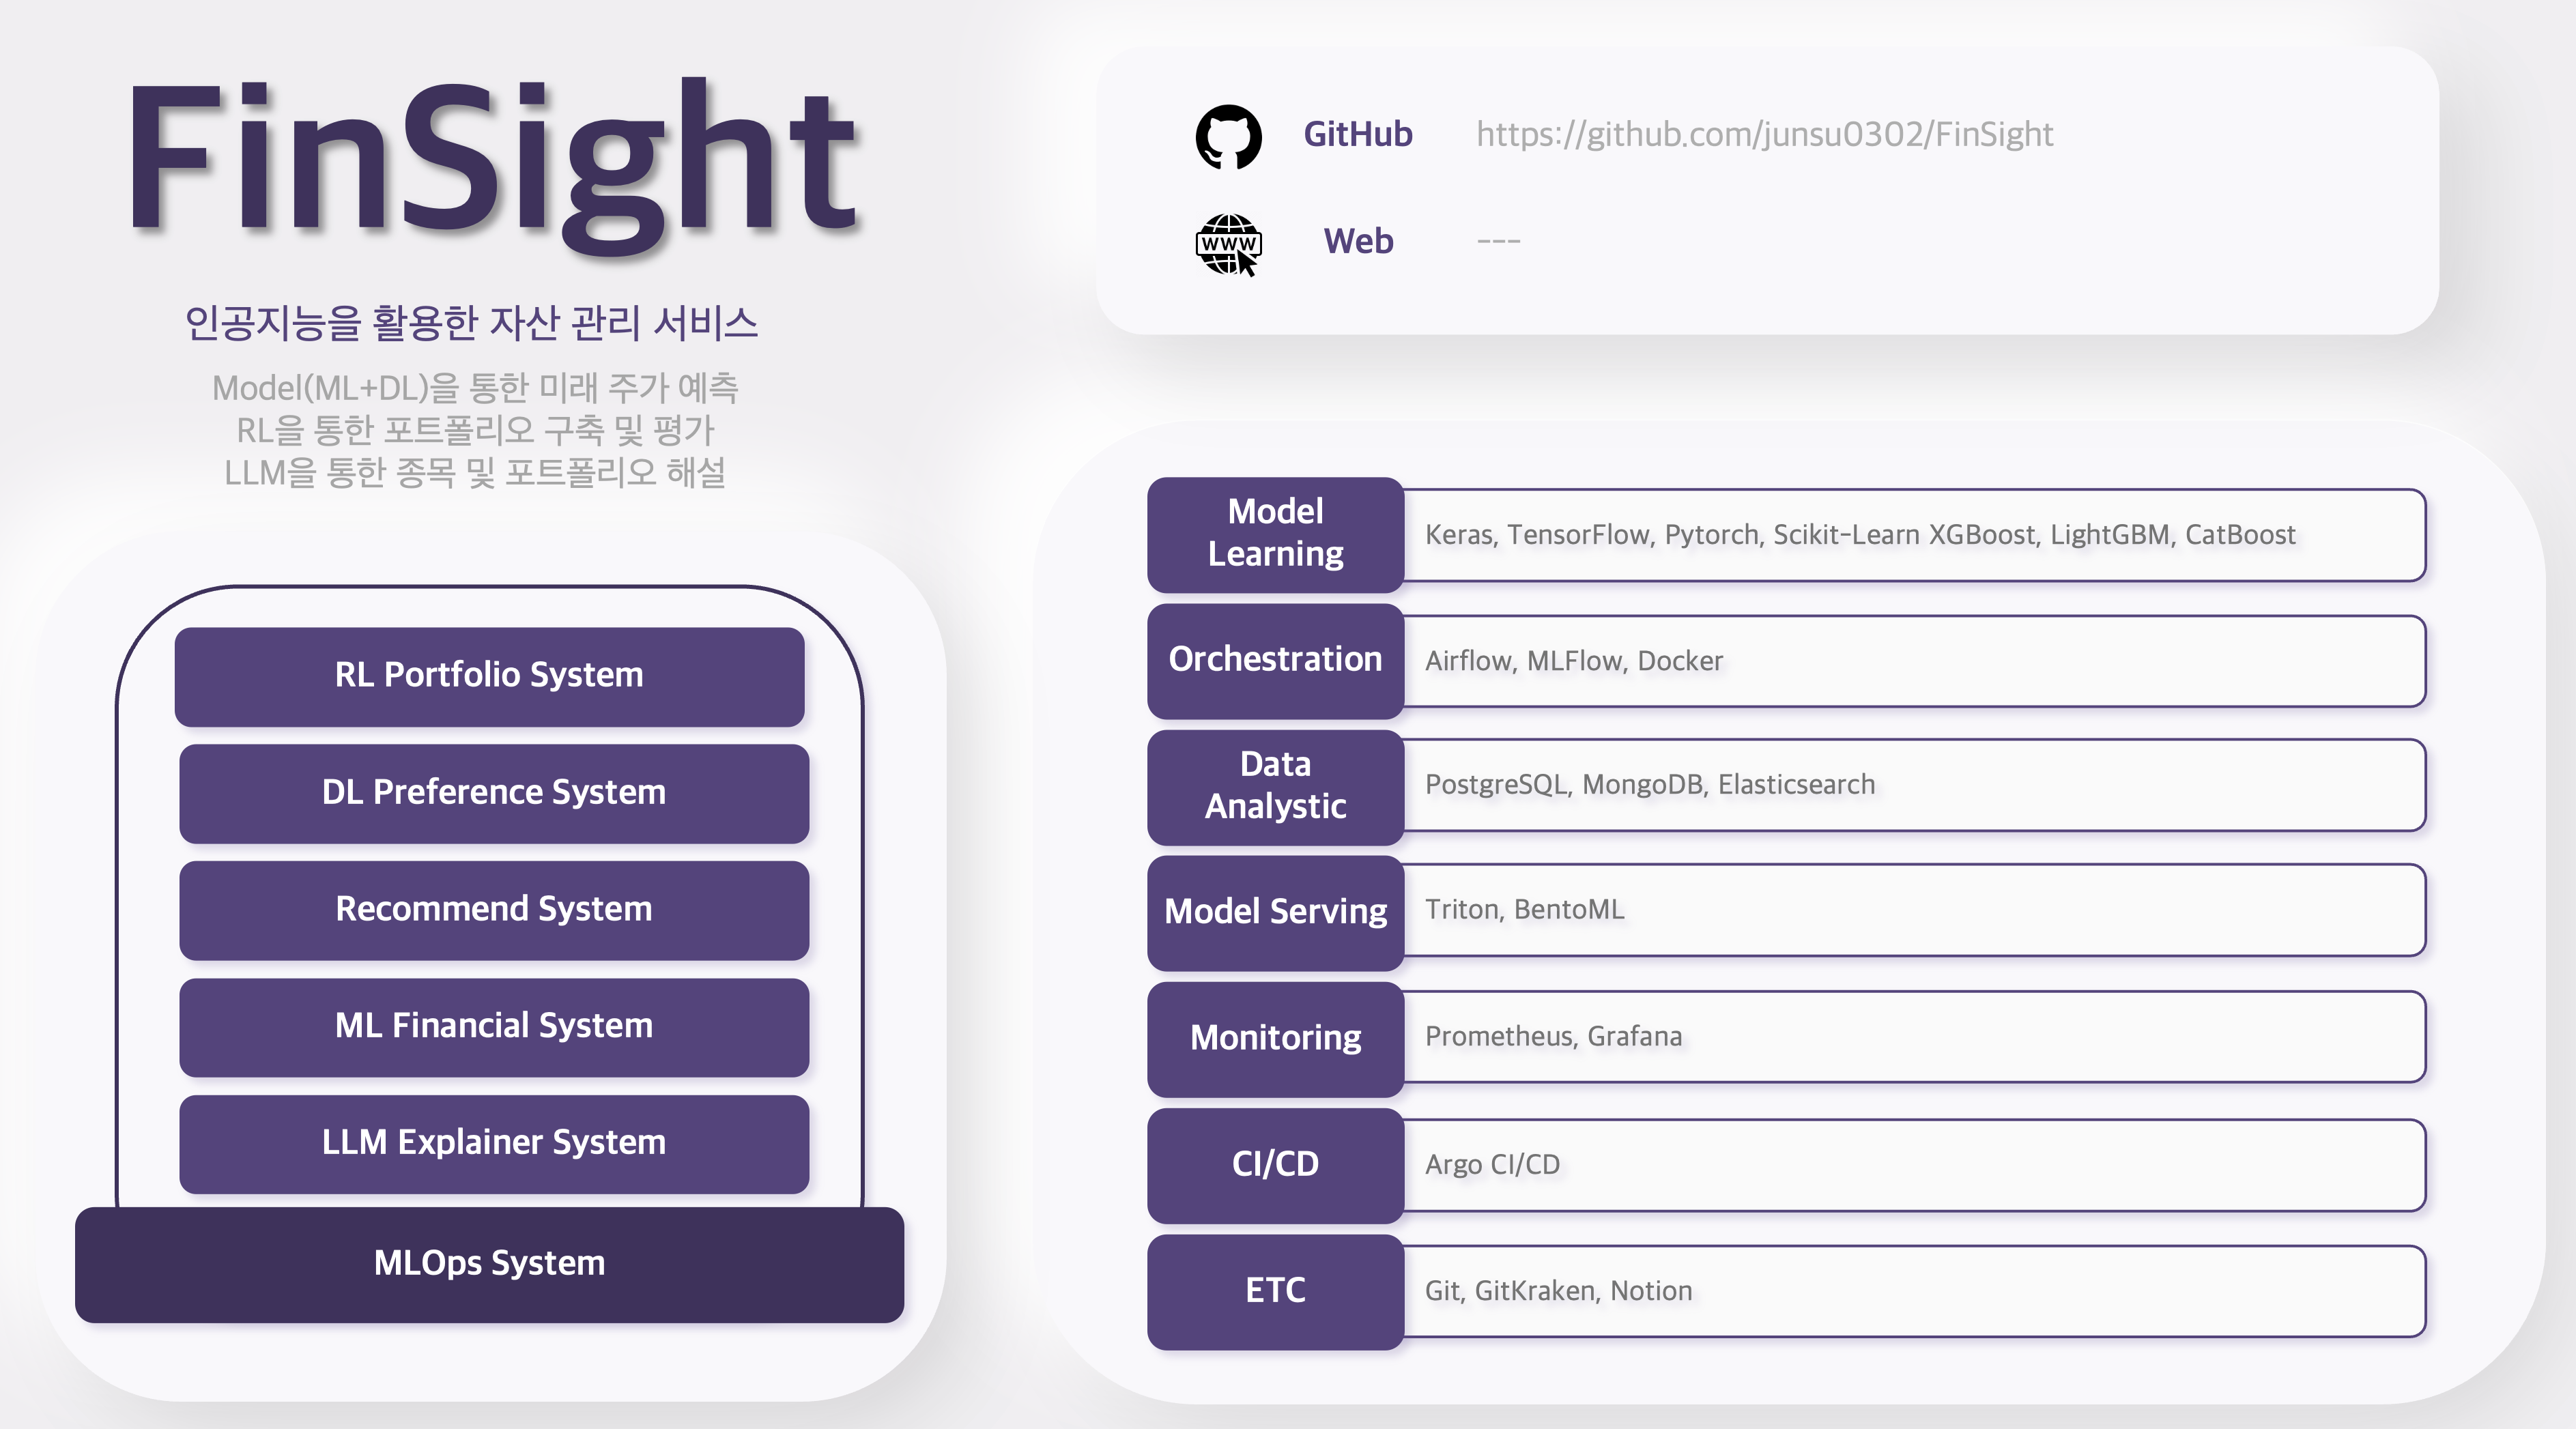 FinSight
인공지능을 활용한 자산 관리 서비스
Model(ML+DL)을 통한 미래 주가 예측
RL을 통한 포트폴리오 구축 및 평가
LLM을 통한 종목 및 포트폴리오 해설
RL Portfolio System
DL Preference System
Recommend System
ML Financial System
LLM Explainer System
MLOps System
GitHub https://github.com/junsu0302/FinSight
WWW
Web ---
Model
Learning
Keras, TensorFlow, Pytorch, Scikit-Learn XGBoost, LightGBM, CatBoost
Orchestration
Airflow, MLFlow, Docker
Data
Analystic
PostgreSQL, MongoDB, Elasticsearch
Model Serving
Triton, BentoML
Monitoring
Prometheus, Grafana
CI/CD
Argo CI/CD
ETC
Git, GitKraken, Notion